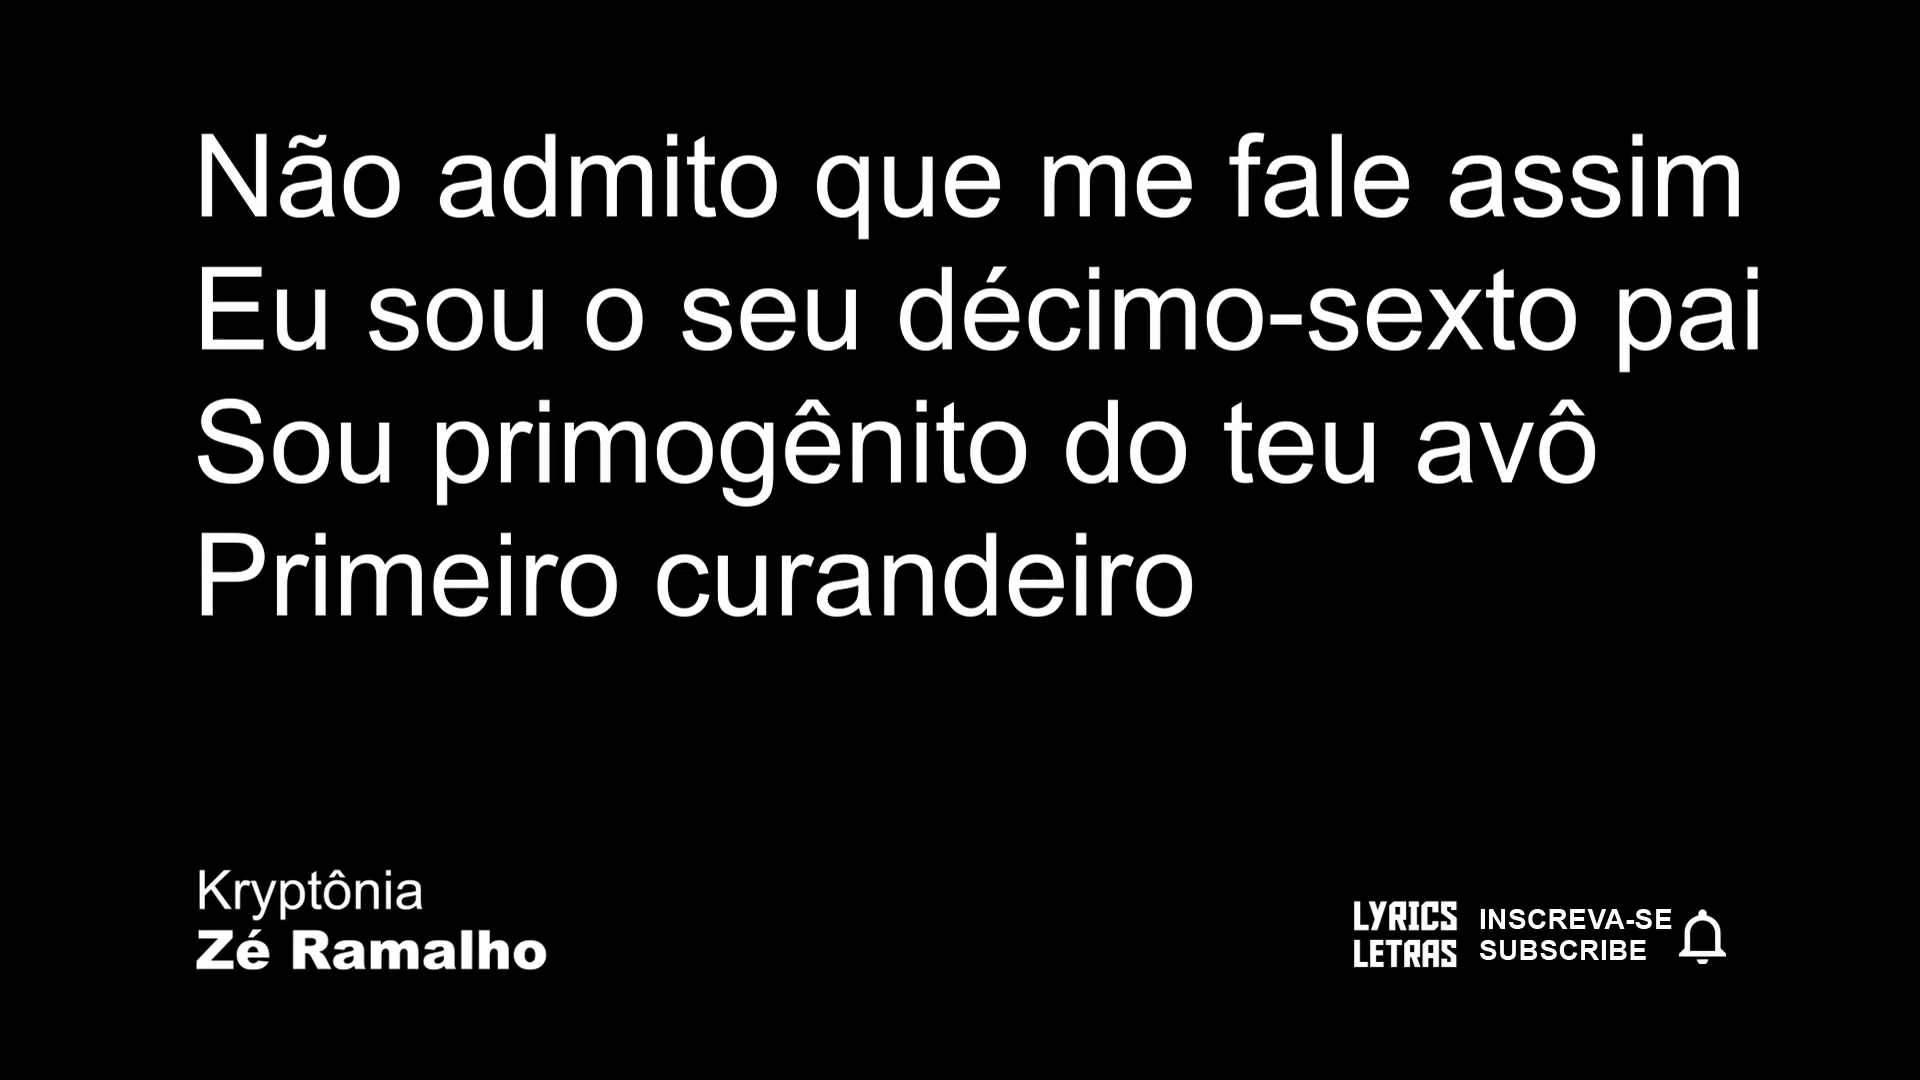 Não admito que me fale assim
Eu sou o seu décimo-sexto pai
Sou primogênito do teu avô
Primeiro curandeiro
Kryptônia
Zé Ramalho
LYRICS
LETRAS
INSCREVA-SE
SUBSCRIBE